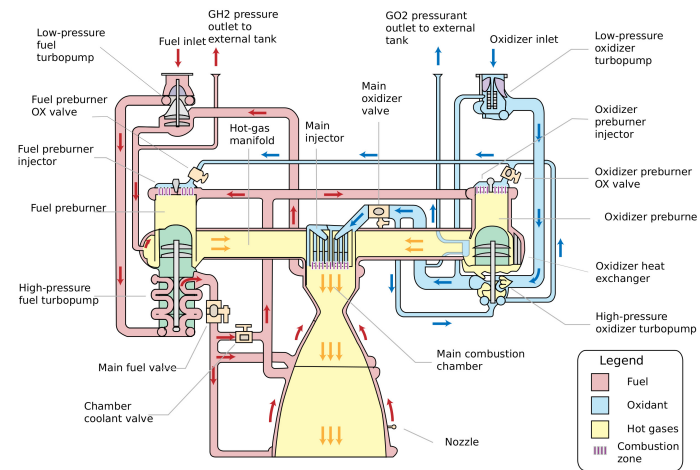 GH2 pressure
outlet to
external tank
GO2 pressurant
outlet to external
tank
Low-pressure
fuel
turbopump
Fuel inlet
Oxidizer inlet
Low-pressure
oxidizer
turbopump
Main
oxidizer
valve
Fuel preburner
OX valve
Hot-gas
manifold
Main
injector
Oxidizer
preburner
injector
Fuel preburner
injector
Oxidizer preburner
OX valve
Fuel preburner
Oxidizer preburne
Oxidizer heat
exchanger
High-pressure
fuel turbopump
High-pressure
oxidizer turbopump
Main fuel valve
Main combustion
chamber
Chamber
coolant valve
Nozzle
Legend
Fuel
Oxidant
Hot gases
Combustion
zone